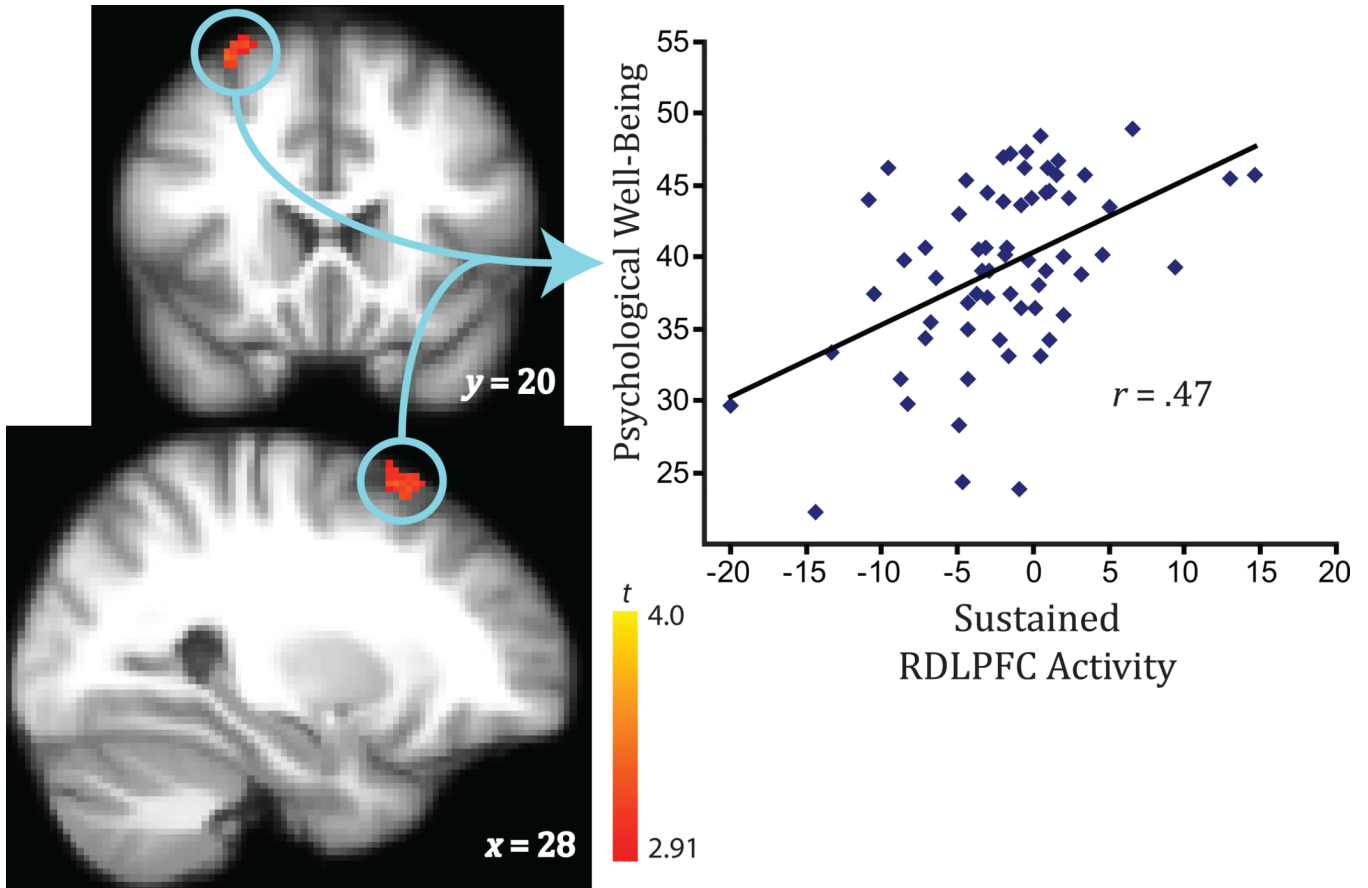 y = 20
x = 28
t
4.0
2.91
Psychological Well-Being
55
50
45
40
35
30
25
r = .47
-20 -15 -10 -5 0 5 10 15 20
Sustained
RDLPFC Activity